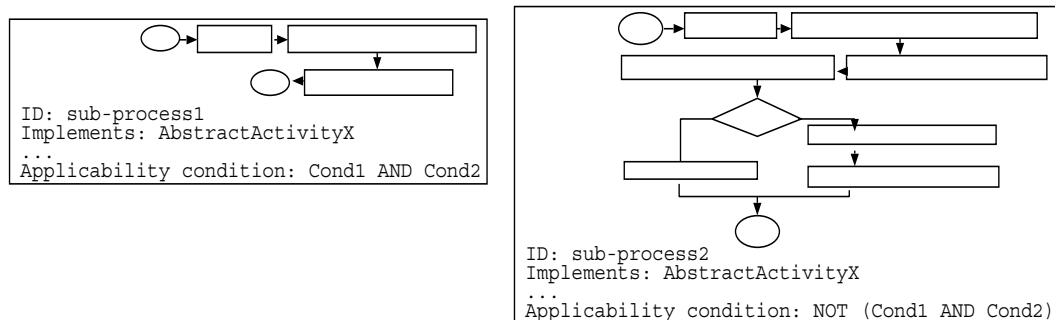 ID: sub-process1
Implements: AbstractActivityX
...
Applicability condition: Cond1 AND Cond2
ID: sub-process2
Implements: AbstractActivityX
...
Applicability condition: NOT (Cond1 AND Cond2)